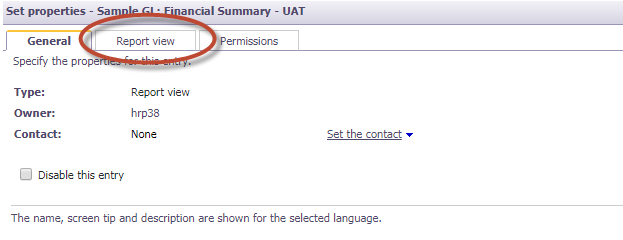 Set properties - Sample GL: Financial Summary - UAT
General Report view Permissions
Specify the properties for this entry.
Type: Report view
Owner: hrp38
Contact: None Set the contact
Disable this entry
The name, screen tip and description are shown for the selected language.